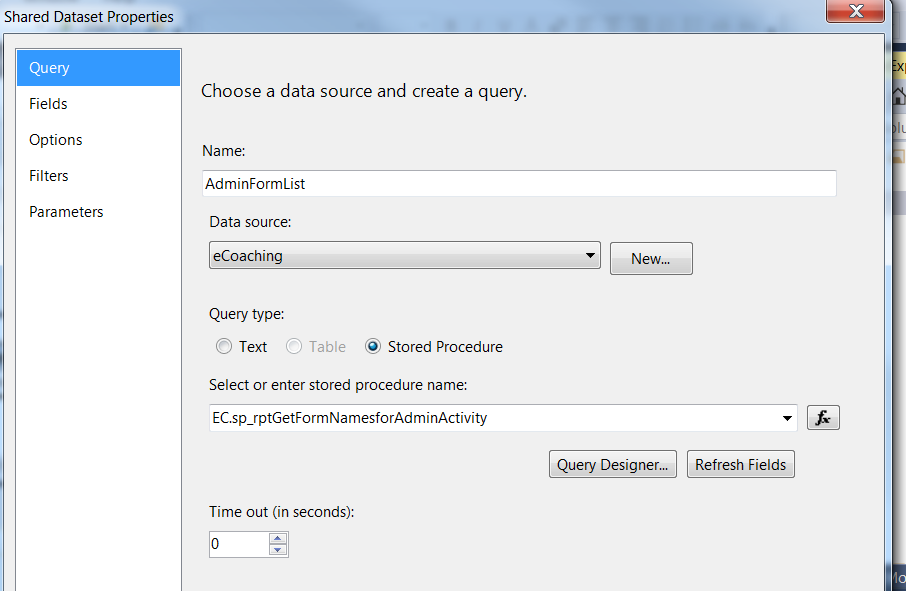 Shared Dataset Properties
Query
Fields
Options
Filters
Parameters
Choose a data source and create a query.
Name:
AdminFormList
Data source:
eCoaching
New...
Query type:
Text
Table
Stored Procedure
Select or enter stored procedure name:
EC.sp_rptGetFormNamesforAdminActivity
fx
Query Designer...
Refresh Fields
Time out (in seconds):
0